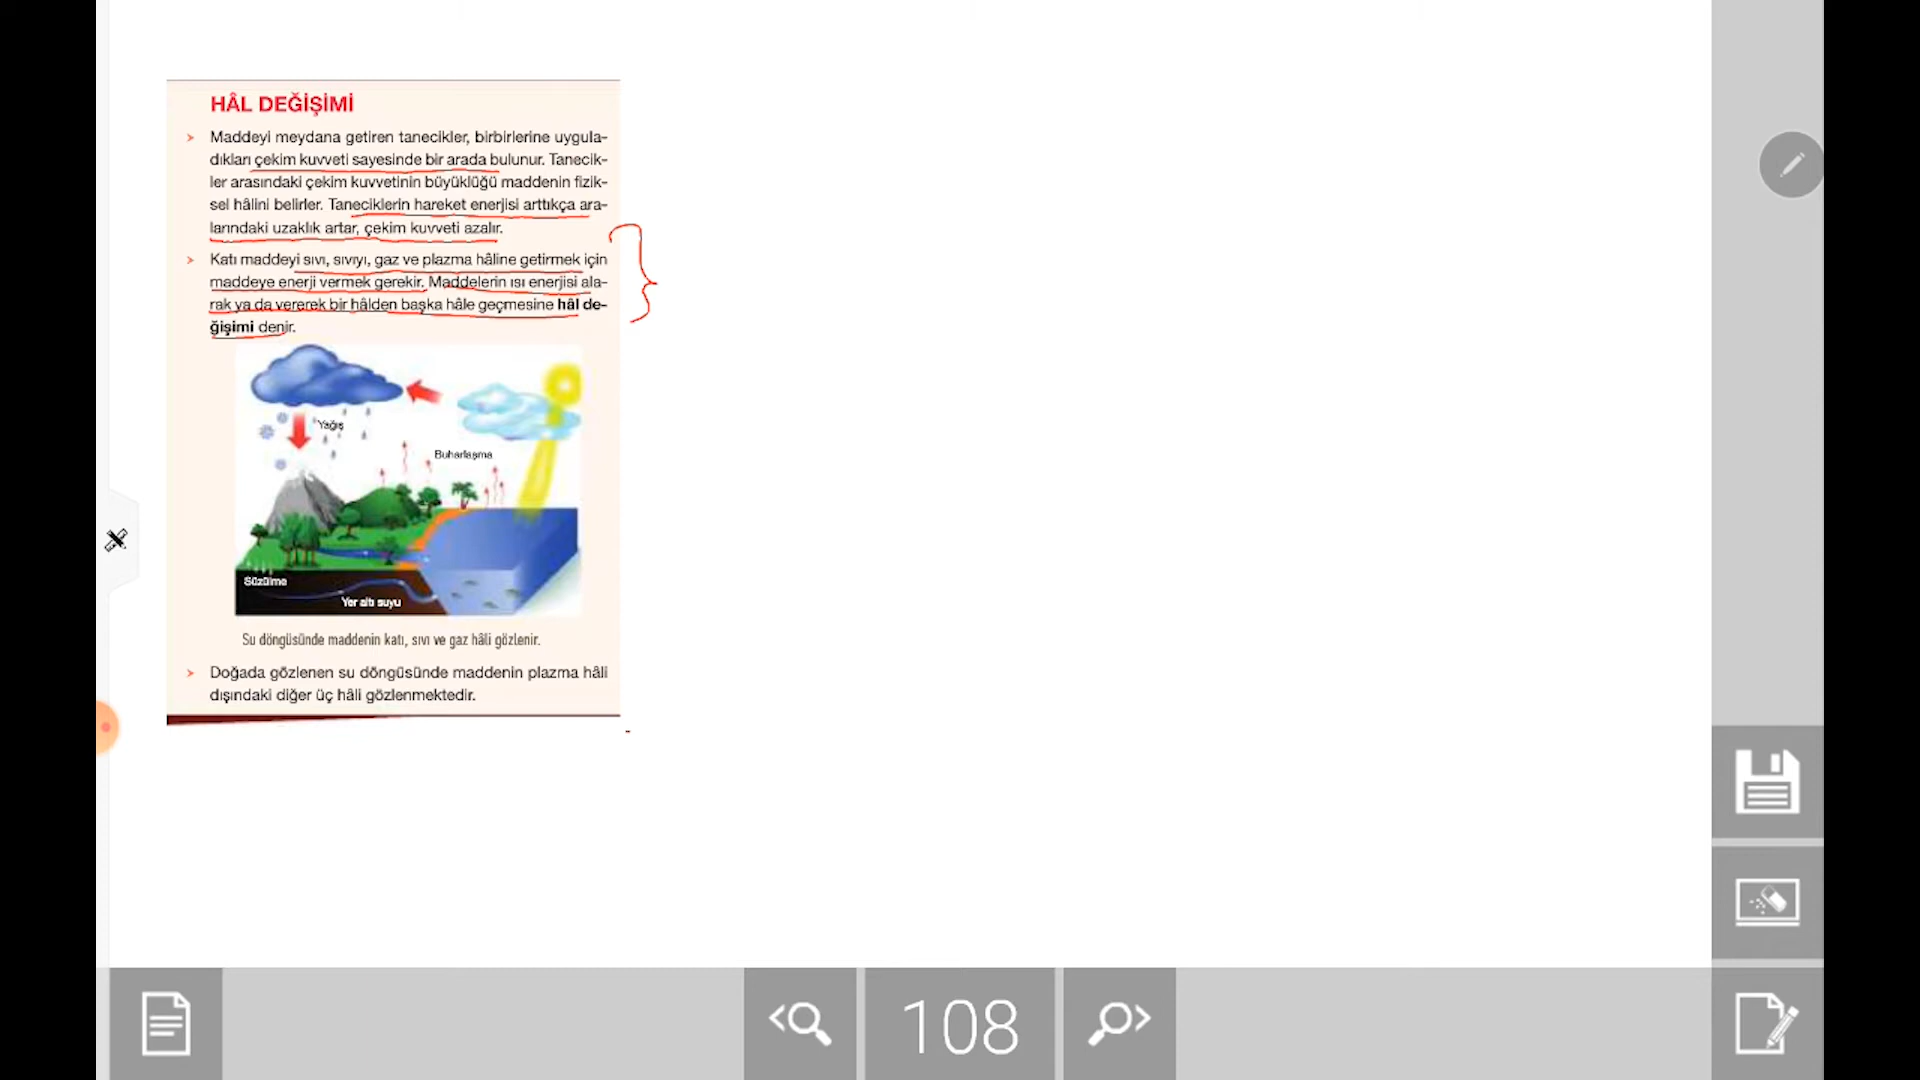 HÂL DEĞİŞİMİ
Maddeyi meydana getiren tanecikler, birbirlerine uygula-
dıkları çekim kuvveti sayesinde bir arada bulunur. Tanecik-
ler arasındaki çekim kuvvetinin büyüklüğü maddenin fizik-
sel hâlini belirler. Taneciklerin hareket enerjisi arttıkça ara-
larındaki uzaklık artar, çekim kuvveti azalır.
Katı maddeyi sıvı, sıvıyı, gaz ve plazma hâline getirmek için
maddeye enerji vermek gerekir. Maddelerin ısı enerjisi ala-
rak ya da vererek bir hâlden başka hâle geçmesine hâl de-
ğişimi denir.
Yağış
Buharlaşma
Süzülme
Yer altı suyu
Su döngüsünde maddenin katı, sıvı ve gaz hâli gözlenir.
Doğada gözlenen su döngüsünde maddenin plazma hâli
dışındaki diğer üç hâli gözlenmektedir.
108